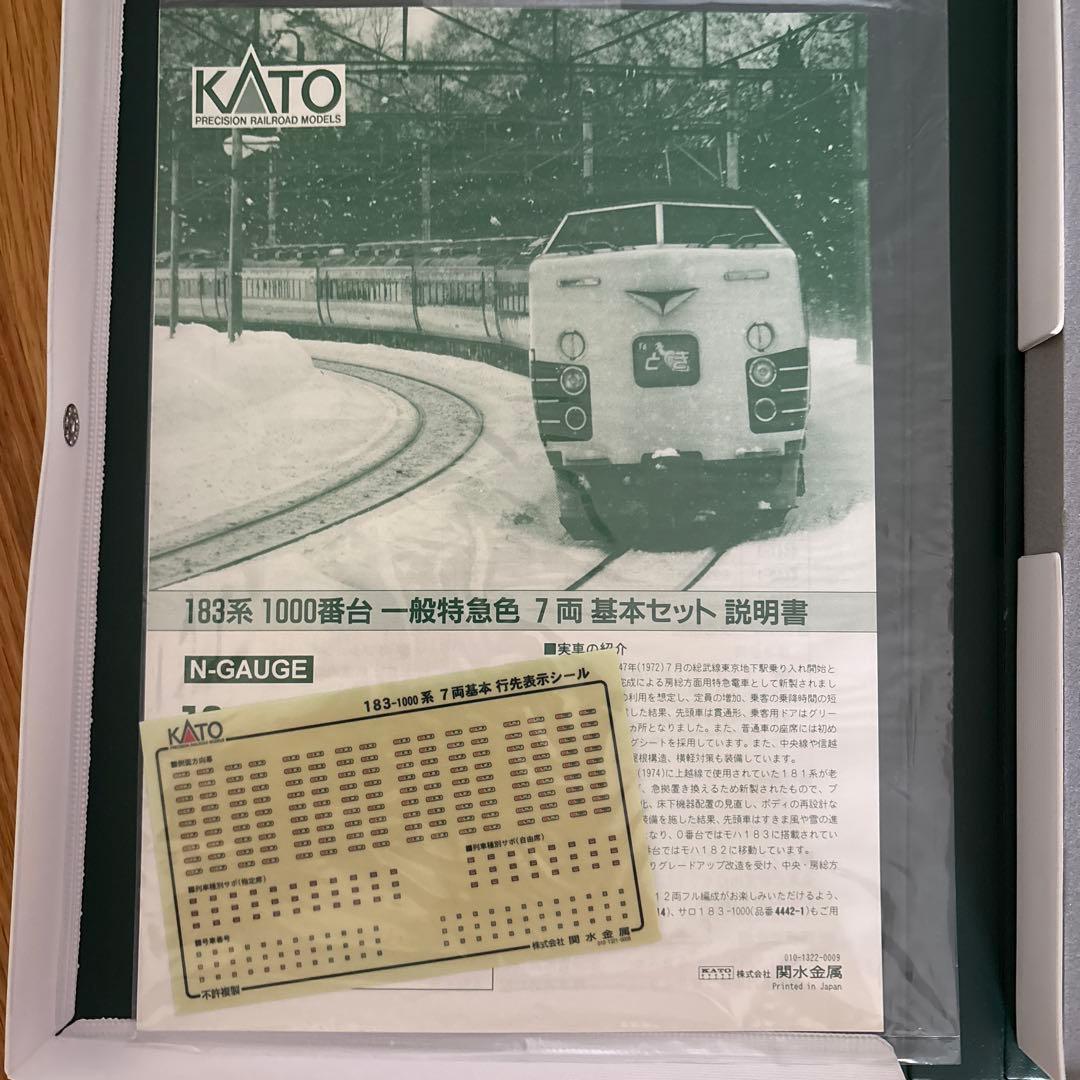 KATO
PRECISION RAILROAD MODELS
とき
183系 1000番台 一般特急色 7両 基本セット 説明書
N-GAUGE
■実車の紹介
47年(1972)7月の総武線東京地下駅乗り入れ開始と
完成による房総方面用特急電車として新製されまし
の利用を想定し、定員の増加、乗客の乗降時間の短
した結果、先頭車は貫通形、乗客用ドアはグリー
カ所となりました。また、普通車の座席には初め
グシートを採用しています。また、中央線や信越
屋根構造、横軽対策も装備しています。
(1974)に上越線で使用されていた181系が老
、急拠置き換えるため新製されたもので、ブ
化、床下機器配置の見直し、ボディの再設計な
装備を施した結果、先頭車はすきま風や雪の進
なり、0番台ではモハ183に搭載されてい
番台ではモハ182に移動しています。
りグレードアップ改造を受け、中央・房総方
12両フル編成がお楽しみいただけるよう、
14)、サロ183-1000(品番4442-1)もご用
010-1322-0009
KATO 株式会社 関水金属
Printed in Japan
KATO
PRECISION RAILROAD MODELS
183-1000系 7両基本 行先表示シール
■側面方向幕
■列車種別サボ(自由席)
■列車種別サボ(指定席)
■号車番号
株式会社 関水金属
010-1321-0009
不許複製